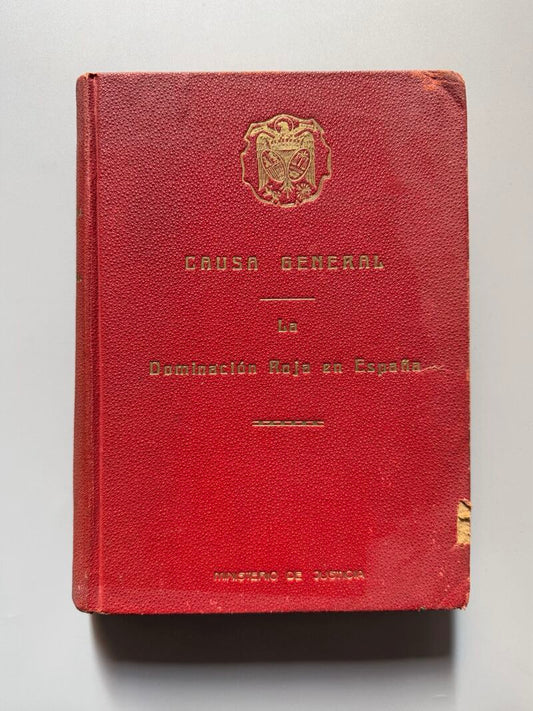 CAUSA GENERAL
La
Dominación Roja en España
MINISTERIO DE JUSTICIA